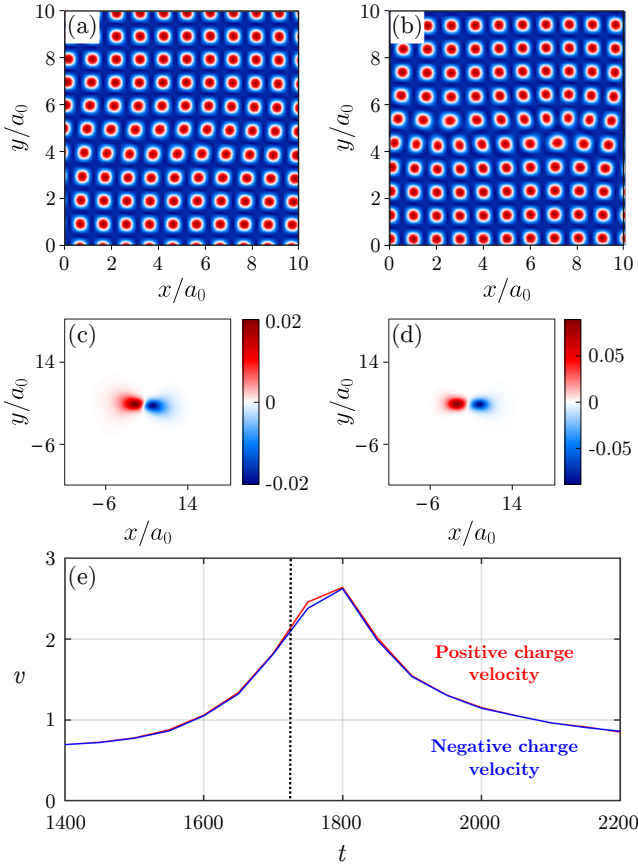 (a)
(b)
10
8
6
4
2
0
y/a₀
0 2 4 6 8 10
x/a₀
10
8
6
4
2
0
y/a₀
0 2 4 6 8 10
x/a₀
(c)
14
−6
y/a₀
−6 14
x/a₀
0.02
0
-0.02
(d)
14
−6
y/a₀
−6 14
x/a₀
0.05
0
-0.05
(e)
3
2
1
0
v
Positive charge
velocity
Negative charge
velocity
1400 1600 1800 2000 2200
t